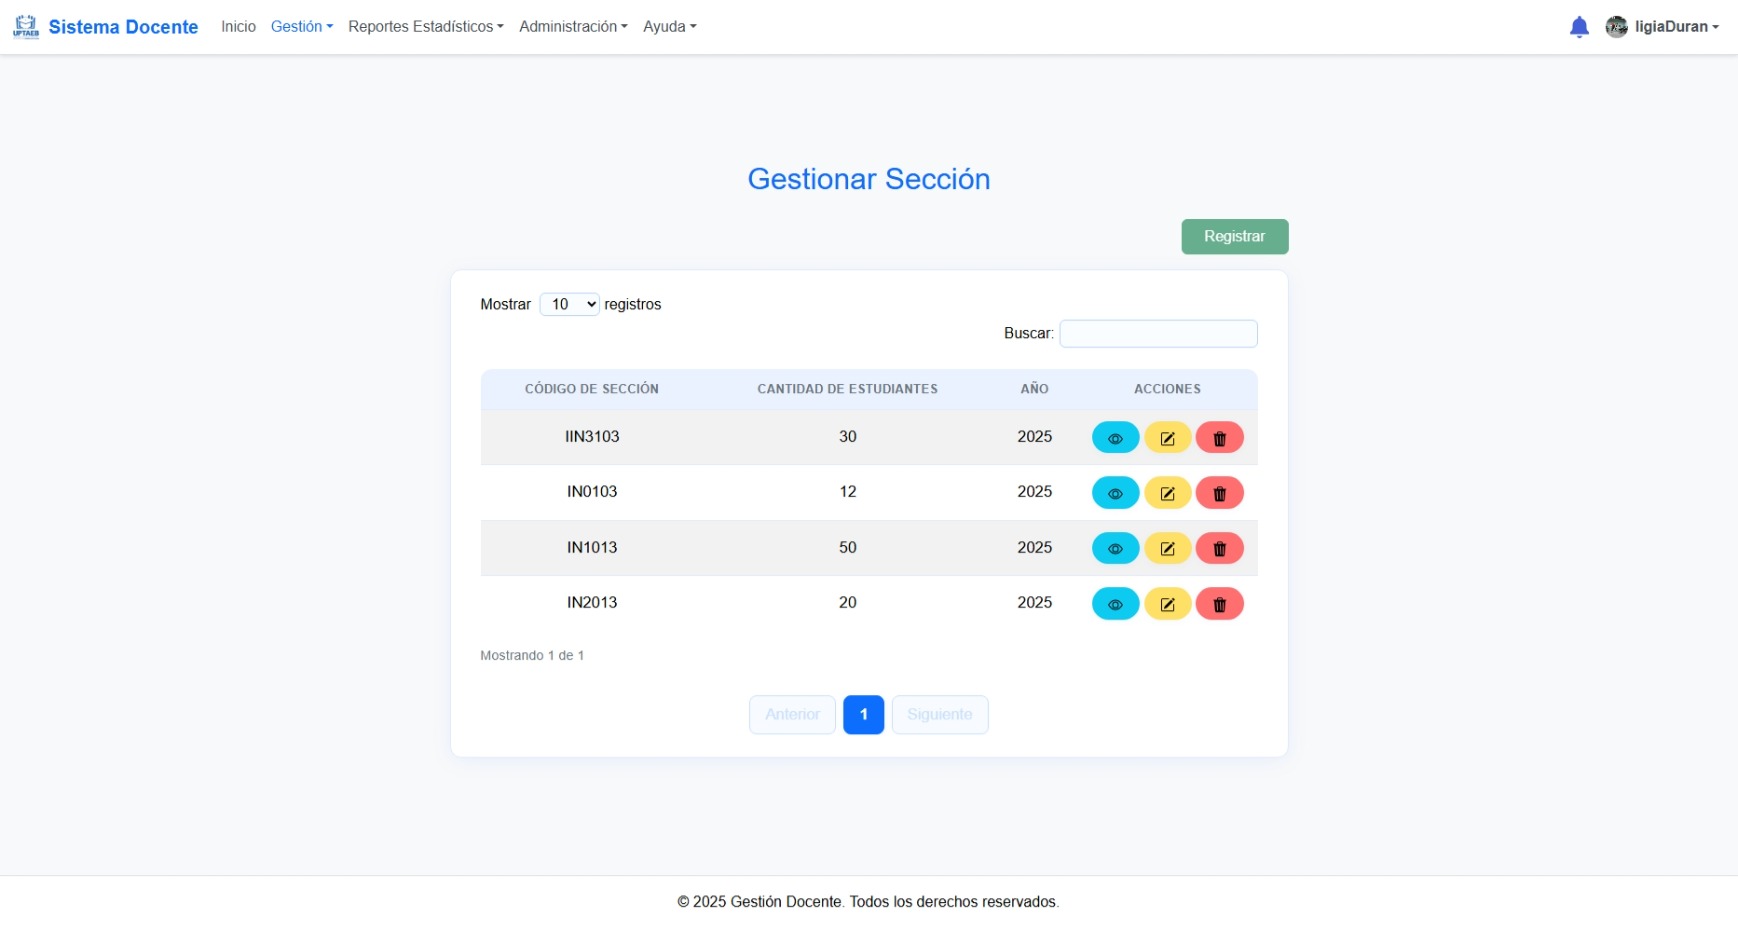 UPTAEB Sistema Docente Inicio Gestión Reportes Estadísticos Administración Ayuda ligiaDuran
Gestionar Sección
Registrar
Mostrar 10 registros
Buscar:
CÓDIGO DE SECCIÓN CANTIDAD DE ESTUDIANTES AÑO ACCIONES
IIN3103 30 2025
IN0103 12 2025
IN1013 50 2025
IN2013 20 2025
Mostrando 1 de 1
Anterior 1 Siguiente
© 2025 Gestión Docente. Todos los derechos reservados.